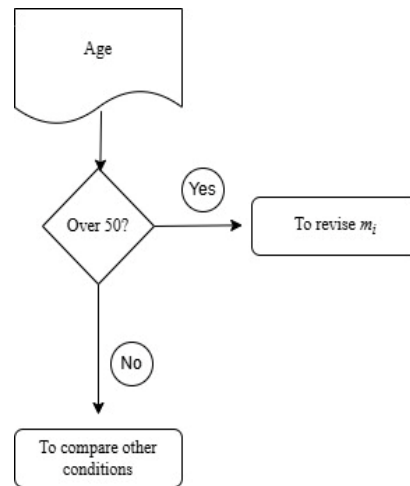 Age
Over 50?
Yes
To revise mᵢ
No
To compare other
conditions